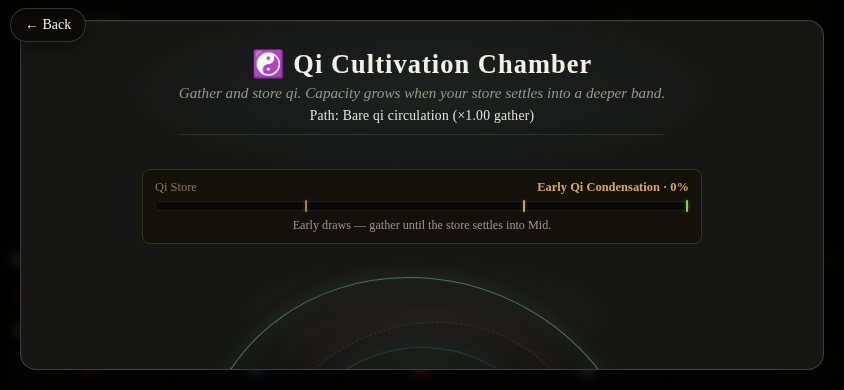 ← Back
☯️ Qi Cultivation Chamber
Gather and store qi. Capacity grows when your store settles into a deeper band.
Path: Bare qi circulation (×1.00 gather)
Qi Store
Early Qi Condensation · 0%
Early draws — gather until the store settles into Mid.